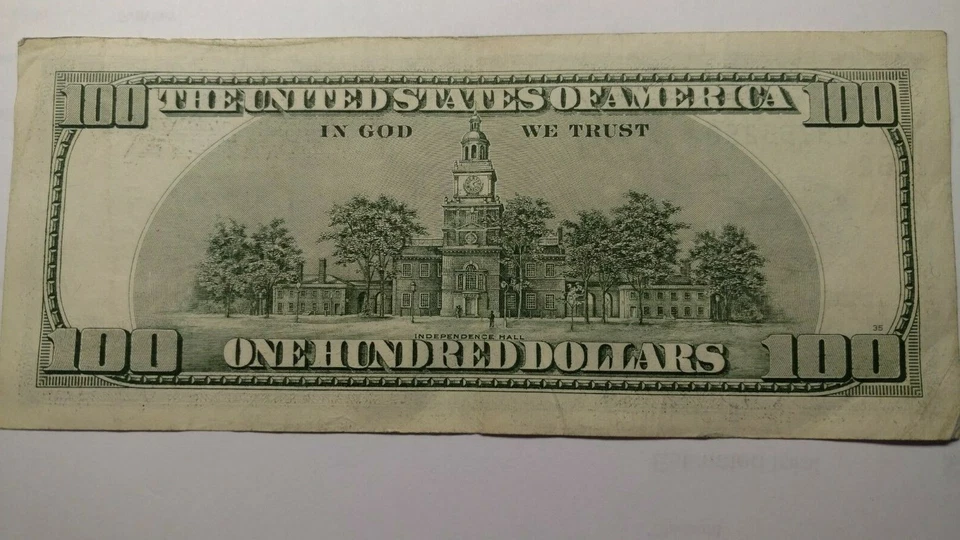 100 THE UNITED STATES OF AMERICA 100
IN GOD WE TRUST
35
INDEPENDENCE HALL
100 ONE HUNDRED DOLLARS 100